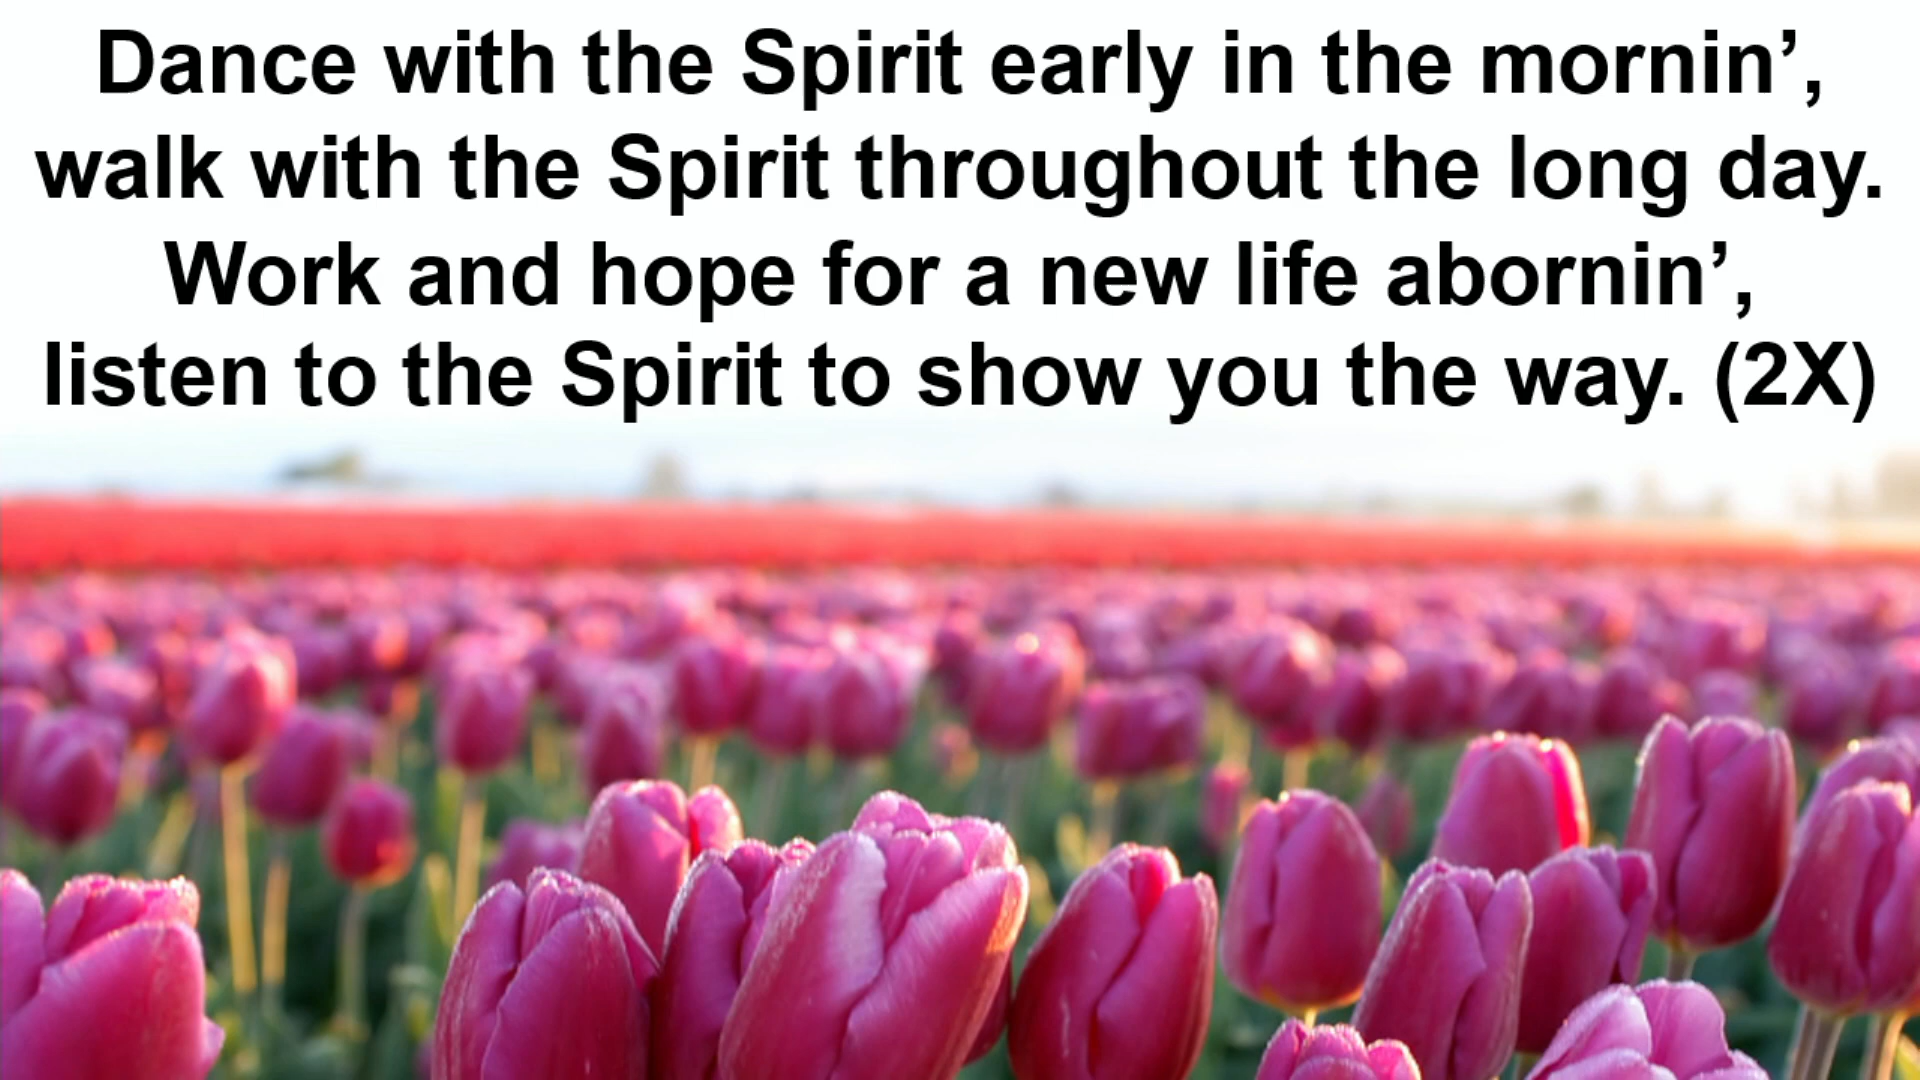 Dance with the Spirit early in the mornin’,
walk with the Spirit throughout the long day.
Work and hope for a new life abornin’,
listen to the Spirit to show you the way. (2X)